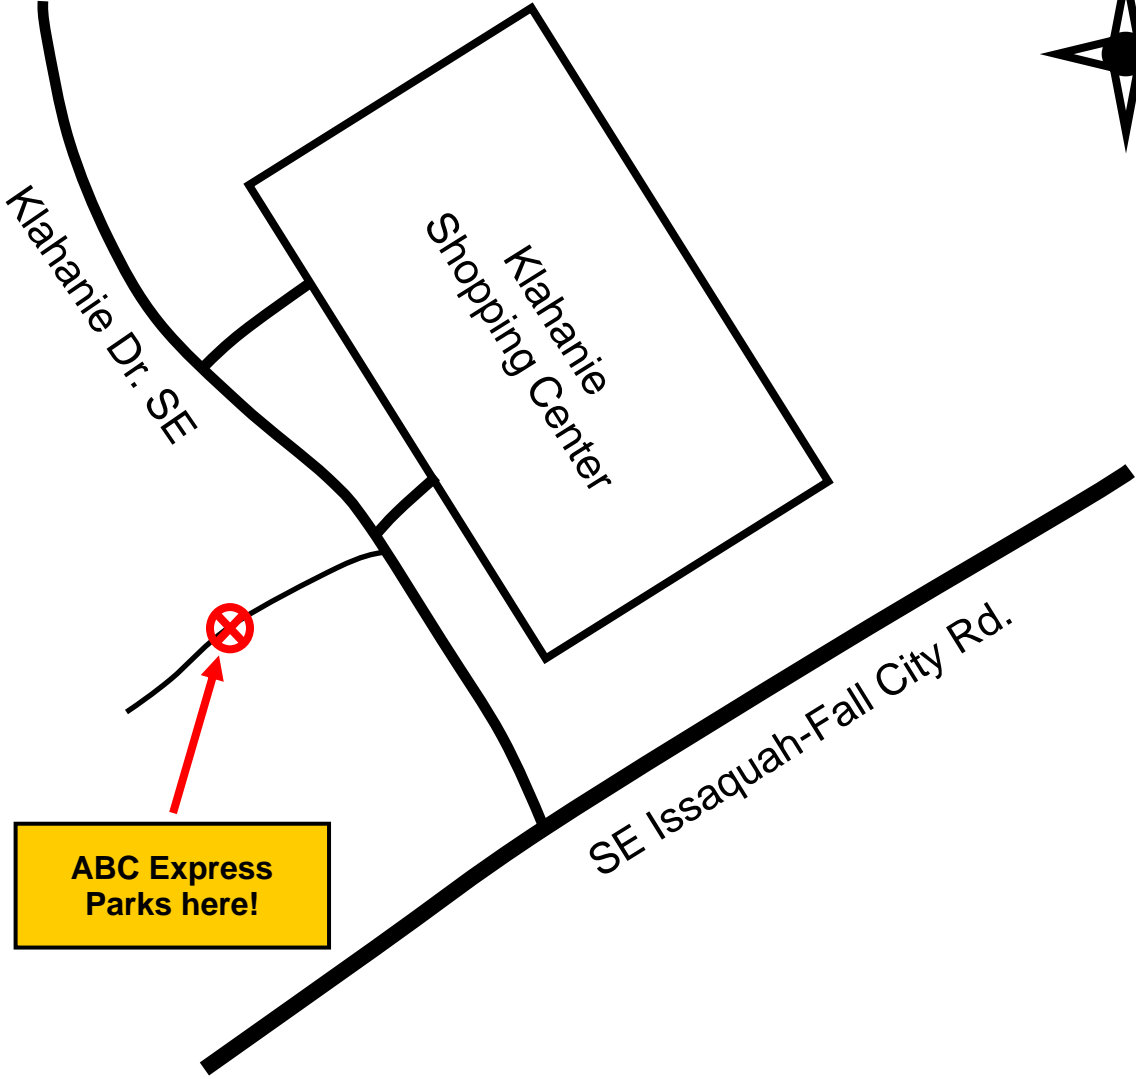 Klahanie Dr. SE
Klahanie
Shopping Center
SE Issaquah-Fall City Rd.
ABC Express
Parks here!